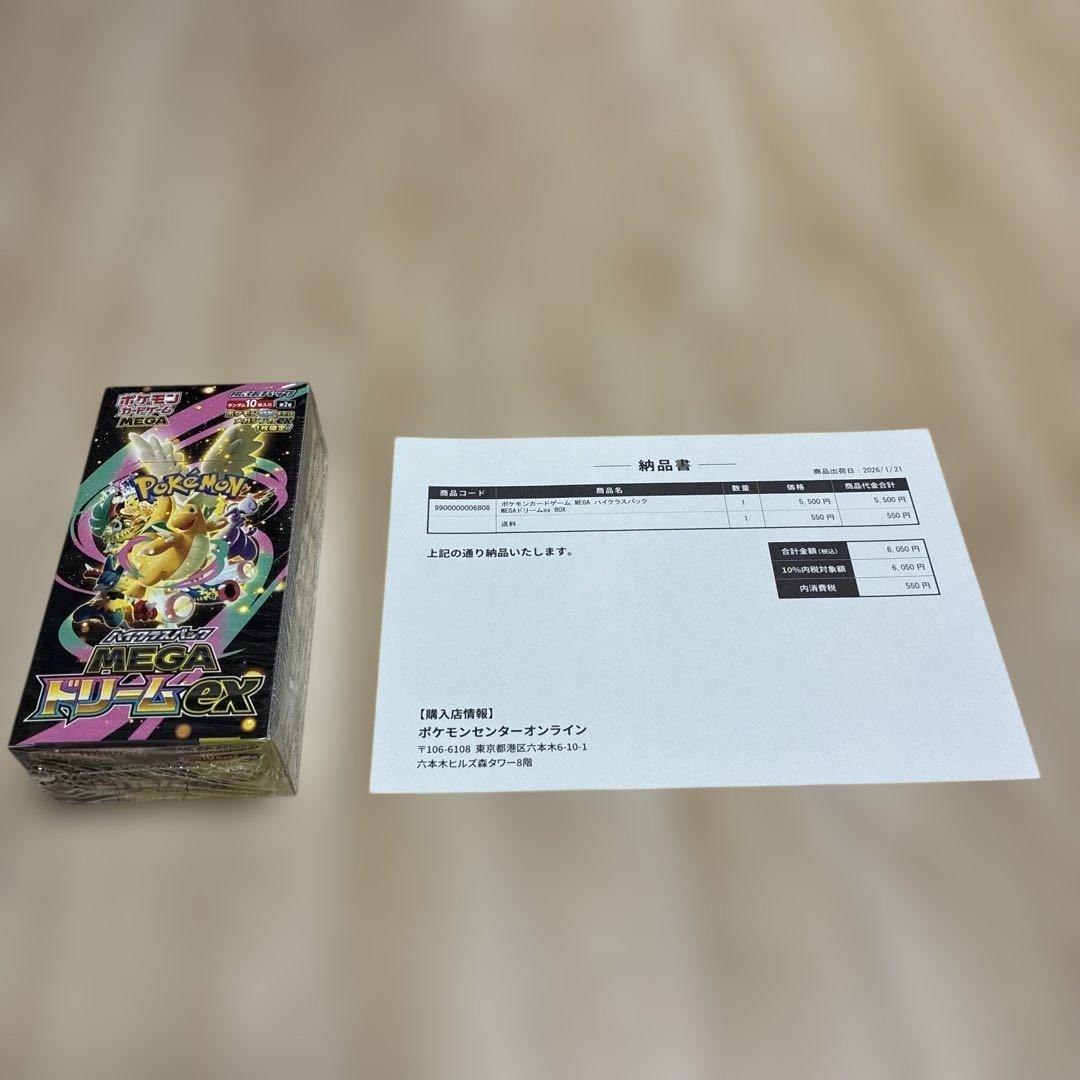 ポケモン
カードゲーム
MEGA
ランダム10枚入り
1枚確定!
POKÉMON
ハイクラスパック
MEGA
ドリームex
納品書
商品出荷日:2026/1/21
商品コード 商品名 数量 価格 商品代金合計
9900000006808 ポケモンカードゲーム MEGA ハイクラスパック 1 5,500 円 5,500 円
MEGAドリームex BOX
送料 1 550 円 550 円
上記の通り納品いたします。
合計金額(税込) 6,050 円
10%内税対象額 6,050 円
内消費税 550 円
【購入店情報】
ポケモンセンターオンライン
〒106-6108 東京都港区六本木6-10-1
六本木ヒルズ森タワー8階